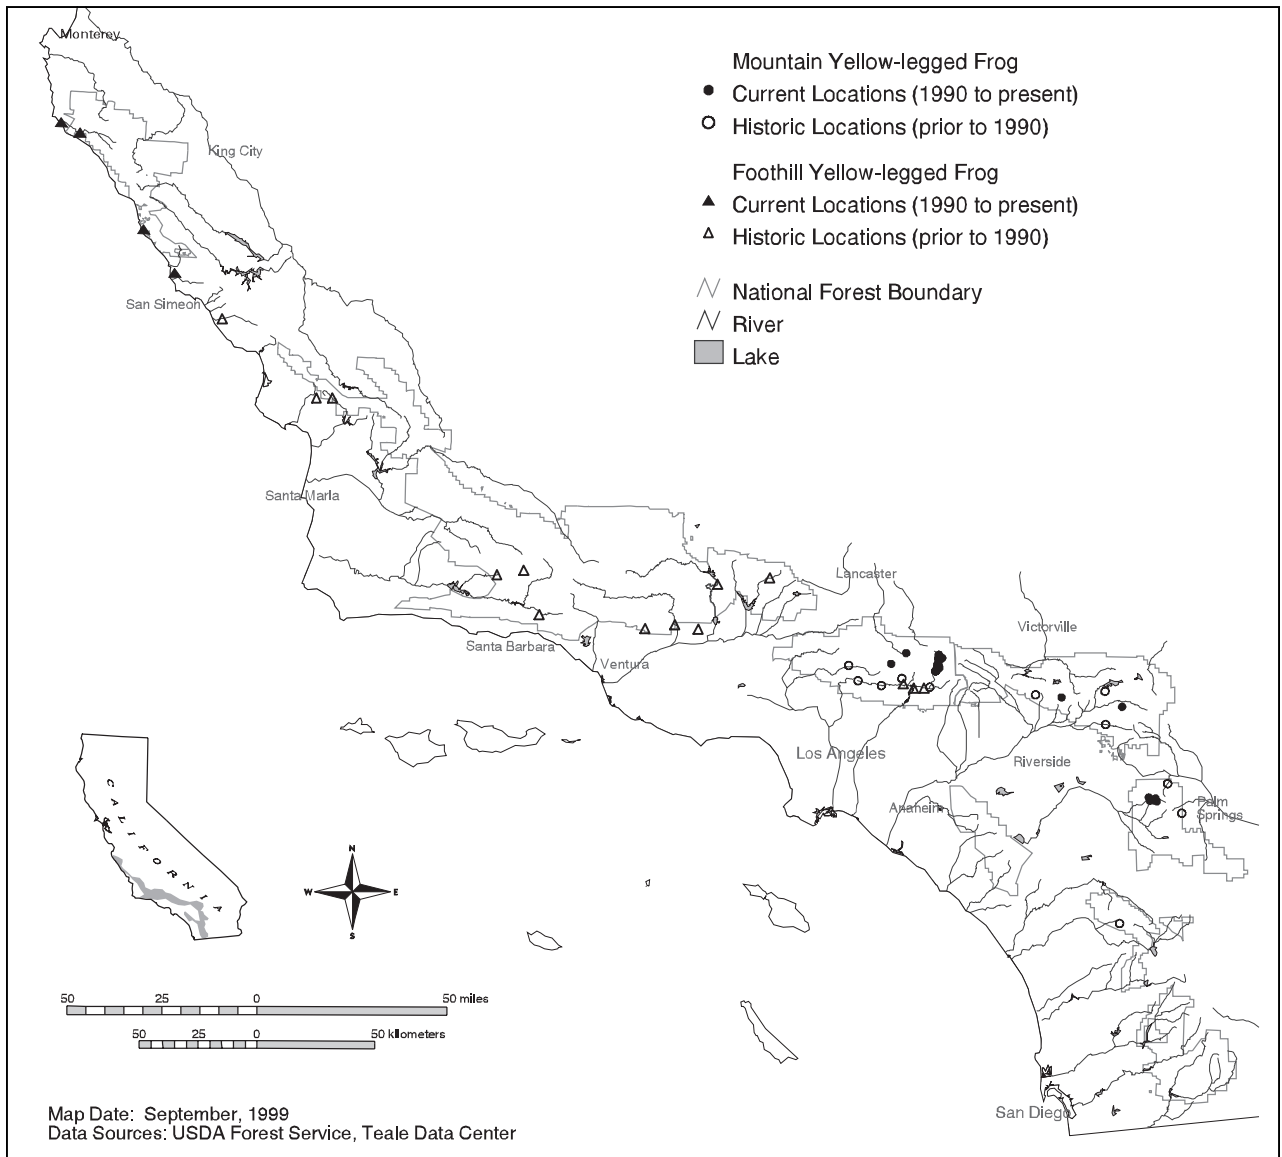 Monterey
King City
San Simeon
Santa Maria
Santa Barbara
Ventura
Lancaster
Victorville
Los Angeles
Riverside
Anaheim
Palm
Springs
San Diego
Mountain Yellow-legged Frog
Current Locations (1990 to present)
Historic Locations (prior to 1990)
Foothill Yellow-legged Frog
Current Locations (1990 to present)
Historic Locations (prior to 1990)
National Forest Boundary
River
Lake
CALIFORNIA
N
W E
S
50 25 0 50 miles
50 25 0 50 kilometers
Map Date: September, 1999
Data Sources: USDA Forest Service, Teale Data Center